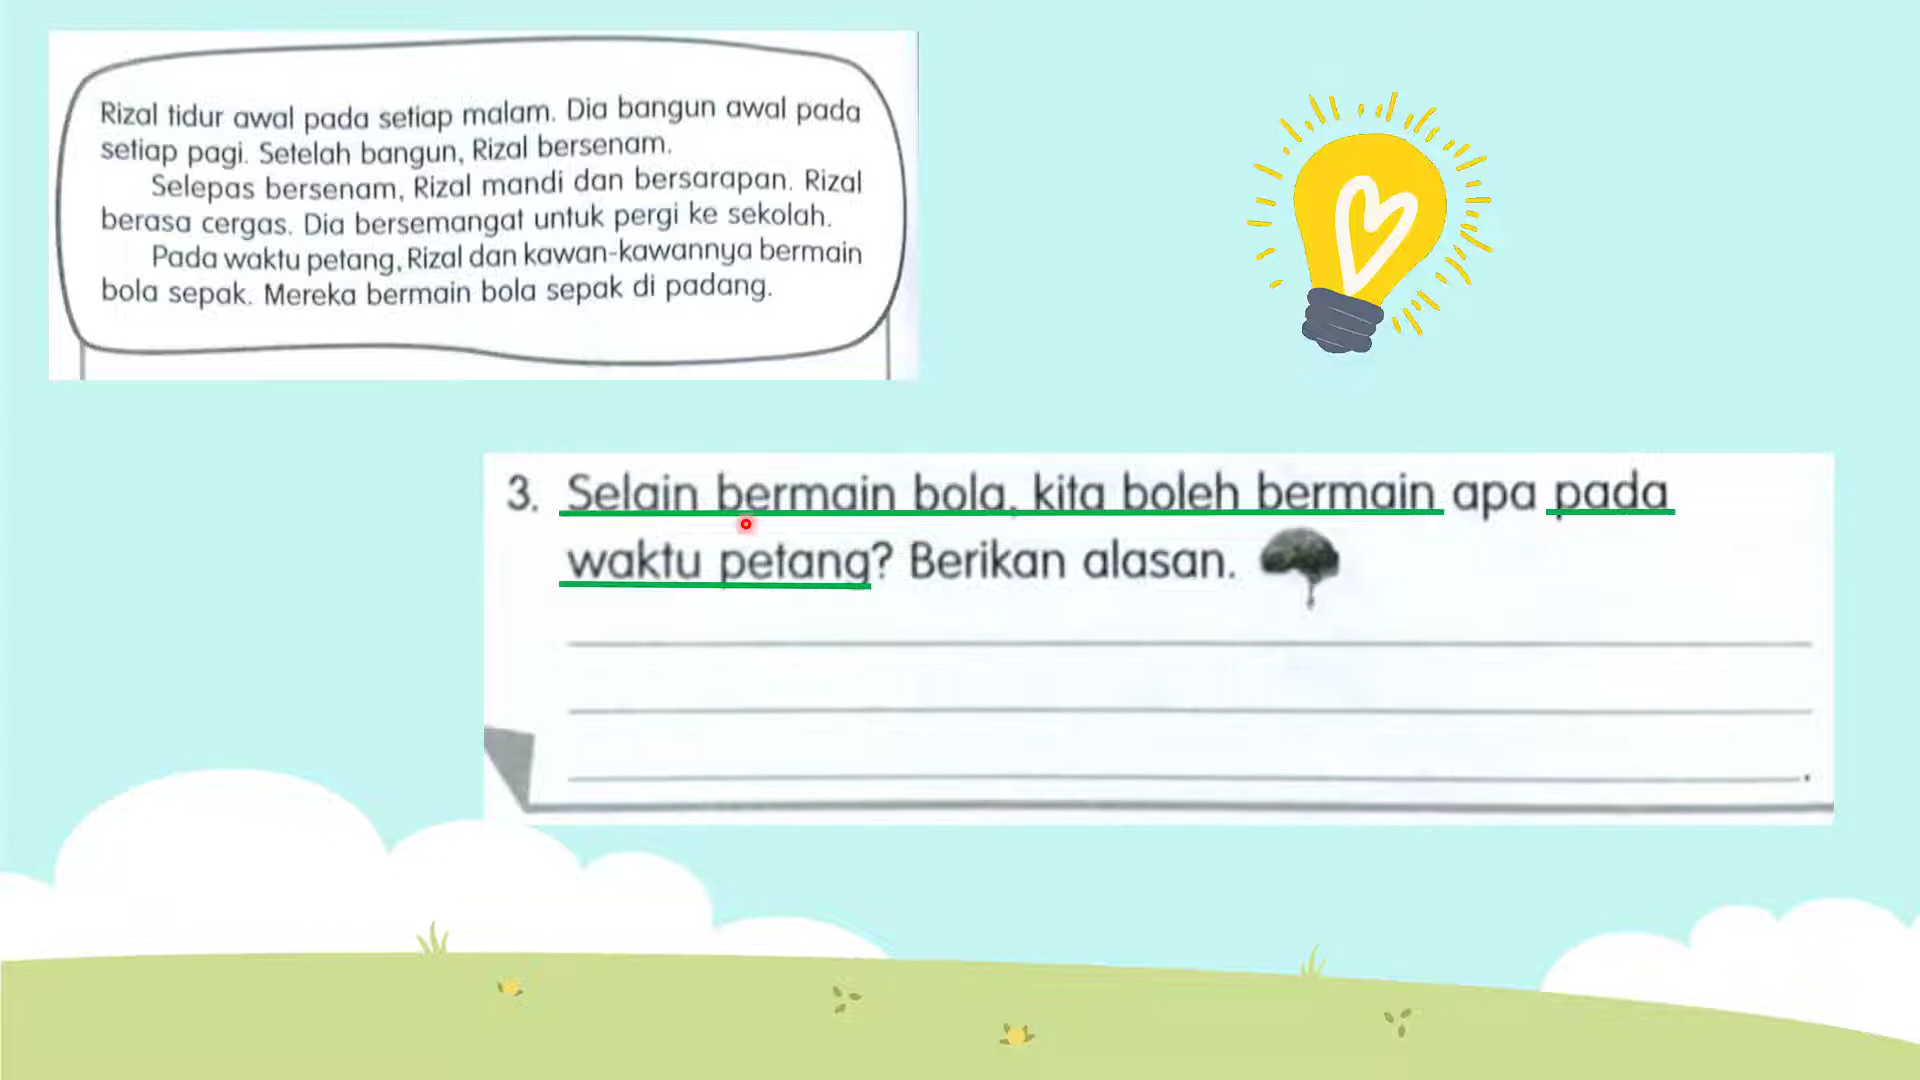 Rizal tidur awal pada setiap malam. Dia bangun awal pada
setiap pagi. Setelah bangun, Rizal bersenam.
Selepas bersenam, Rizal mandi dan bersarapan. Rizal
berasa cergas. Dia bersemangat untuk pergi ke sekolah.
Pada waktu petang, Rizal dan kawan-kawannya bermain
bola sepak. Mereka bermain bola sepak di padang.
3. Selain bermain bola, kita boleh bermain apa pada
waktu petang? Berikan alasan.